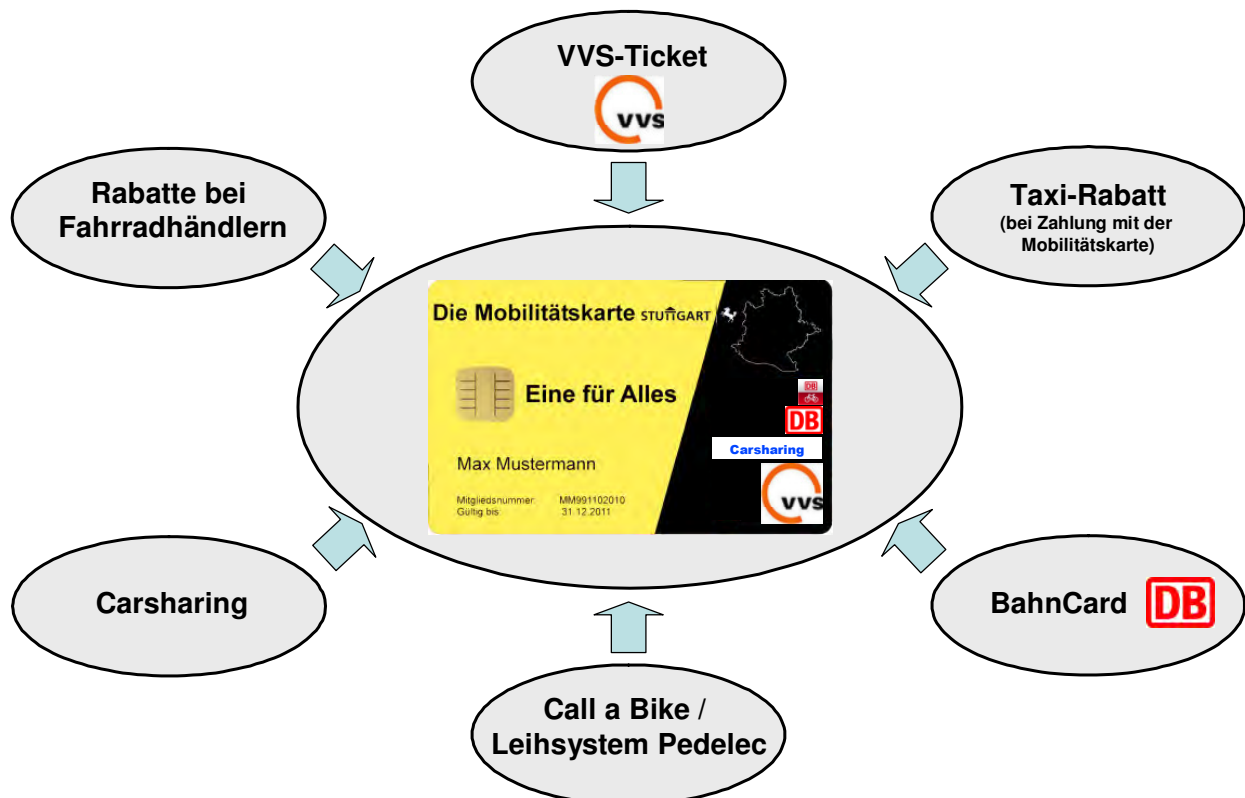 VVS-Ticket
vvs
Rabatte bei
Fahrradhändlern
Taxi-Rabatt
(bei Zahlung mit der
Mobilitätskarte)
Die Mobilitätskarte STUTTGART
Eine für Alles
DB
DB
Carsharing
Max Mustermann
Mitgliedsnummer: MM991102010
Gültig bis: 31.12.2011
vvs
Carsharing
BahnCard DB
Call a Bike /
Leihsystem Pedelec